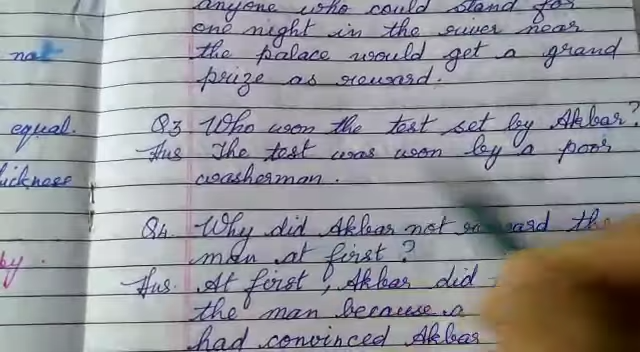 anyone who could stand for
one night in the river near
the palace would get a grand
prize as reward.
Q3 Who won the test set by Akbar?
Ans The test was won by a poor
washerman.
Q4. Why did Akbar not reward the
man at first?
Ans. At first, Akbar did
the man because a
had convinced Akbar
not
equal.
by.